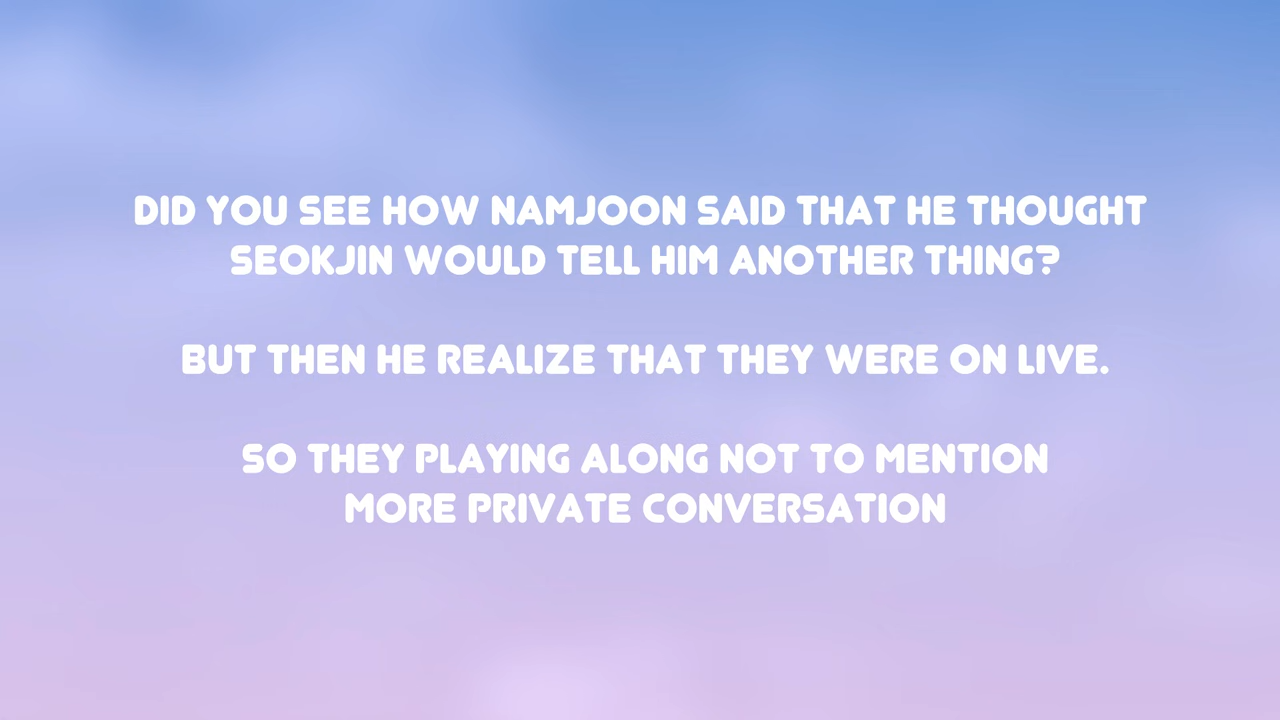 DID YOU SEE HOW NAMJOON SAID THAT HE THOUGHT
SEOKJIN WOULD TELL HIM ANOTHER THING?
BUT THEN HE REALIZE THAT THEY WERE ON LIVE.
SO THEY PLAYING ALONG NOT TO MENTION
MORE PRIVATE CONVERSATION